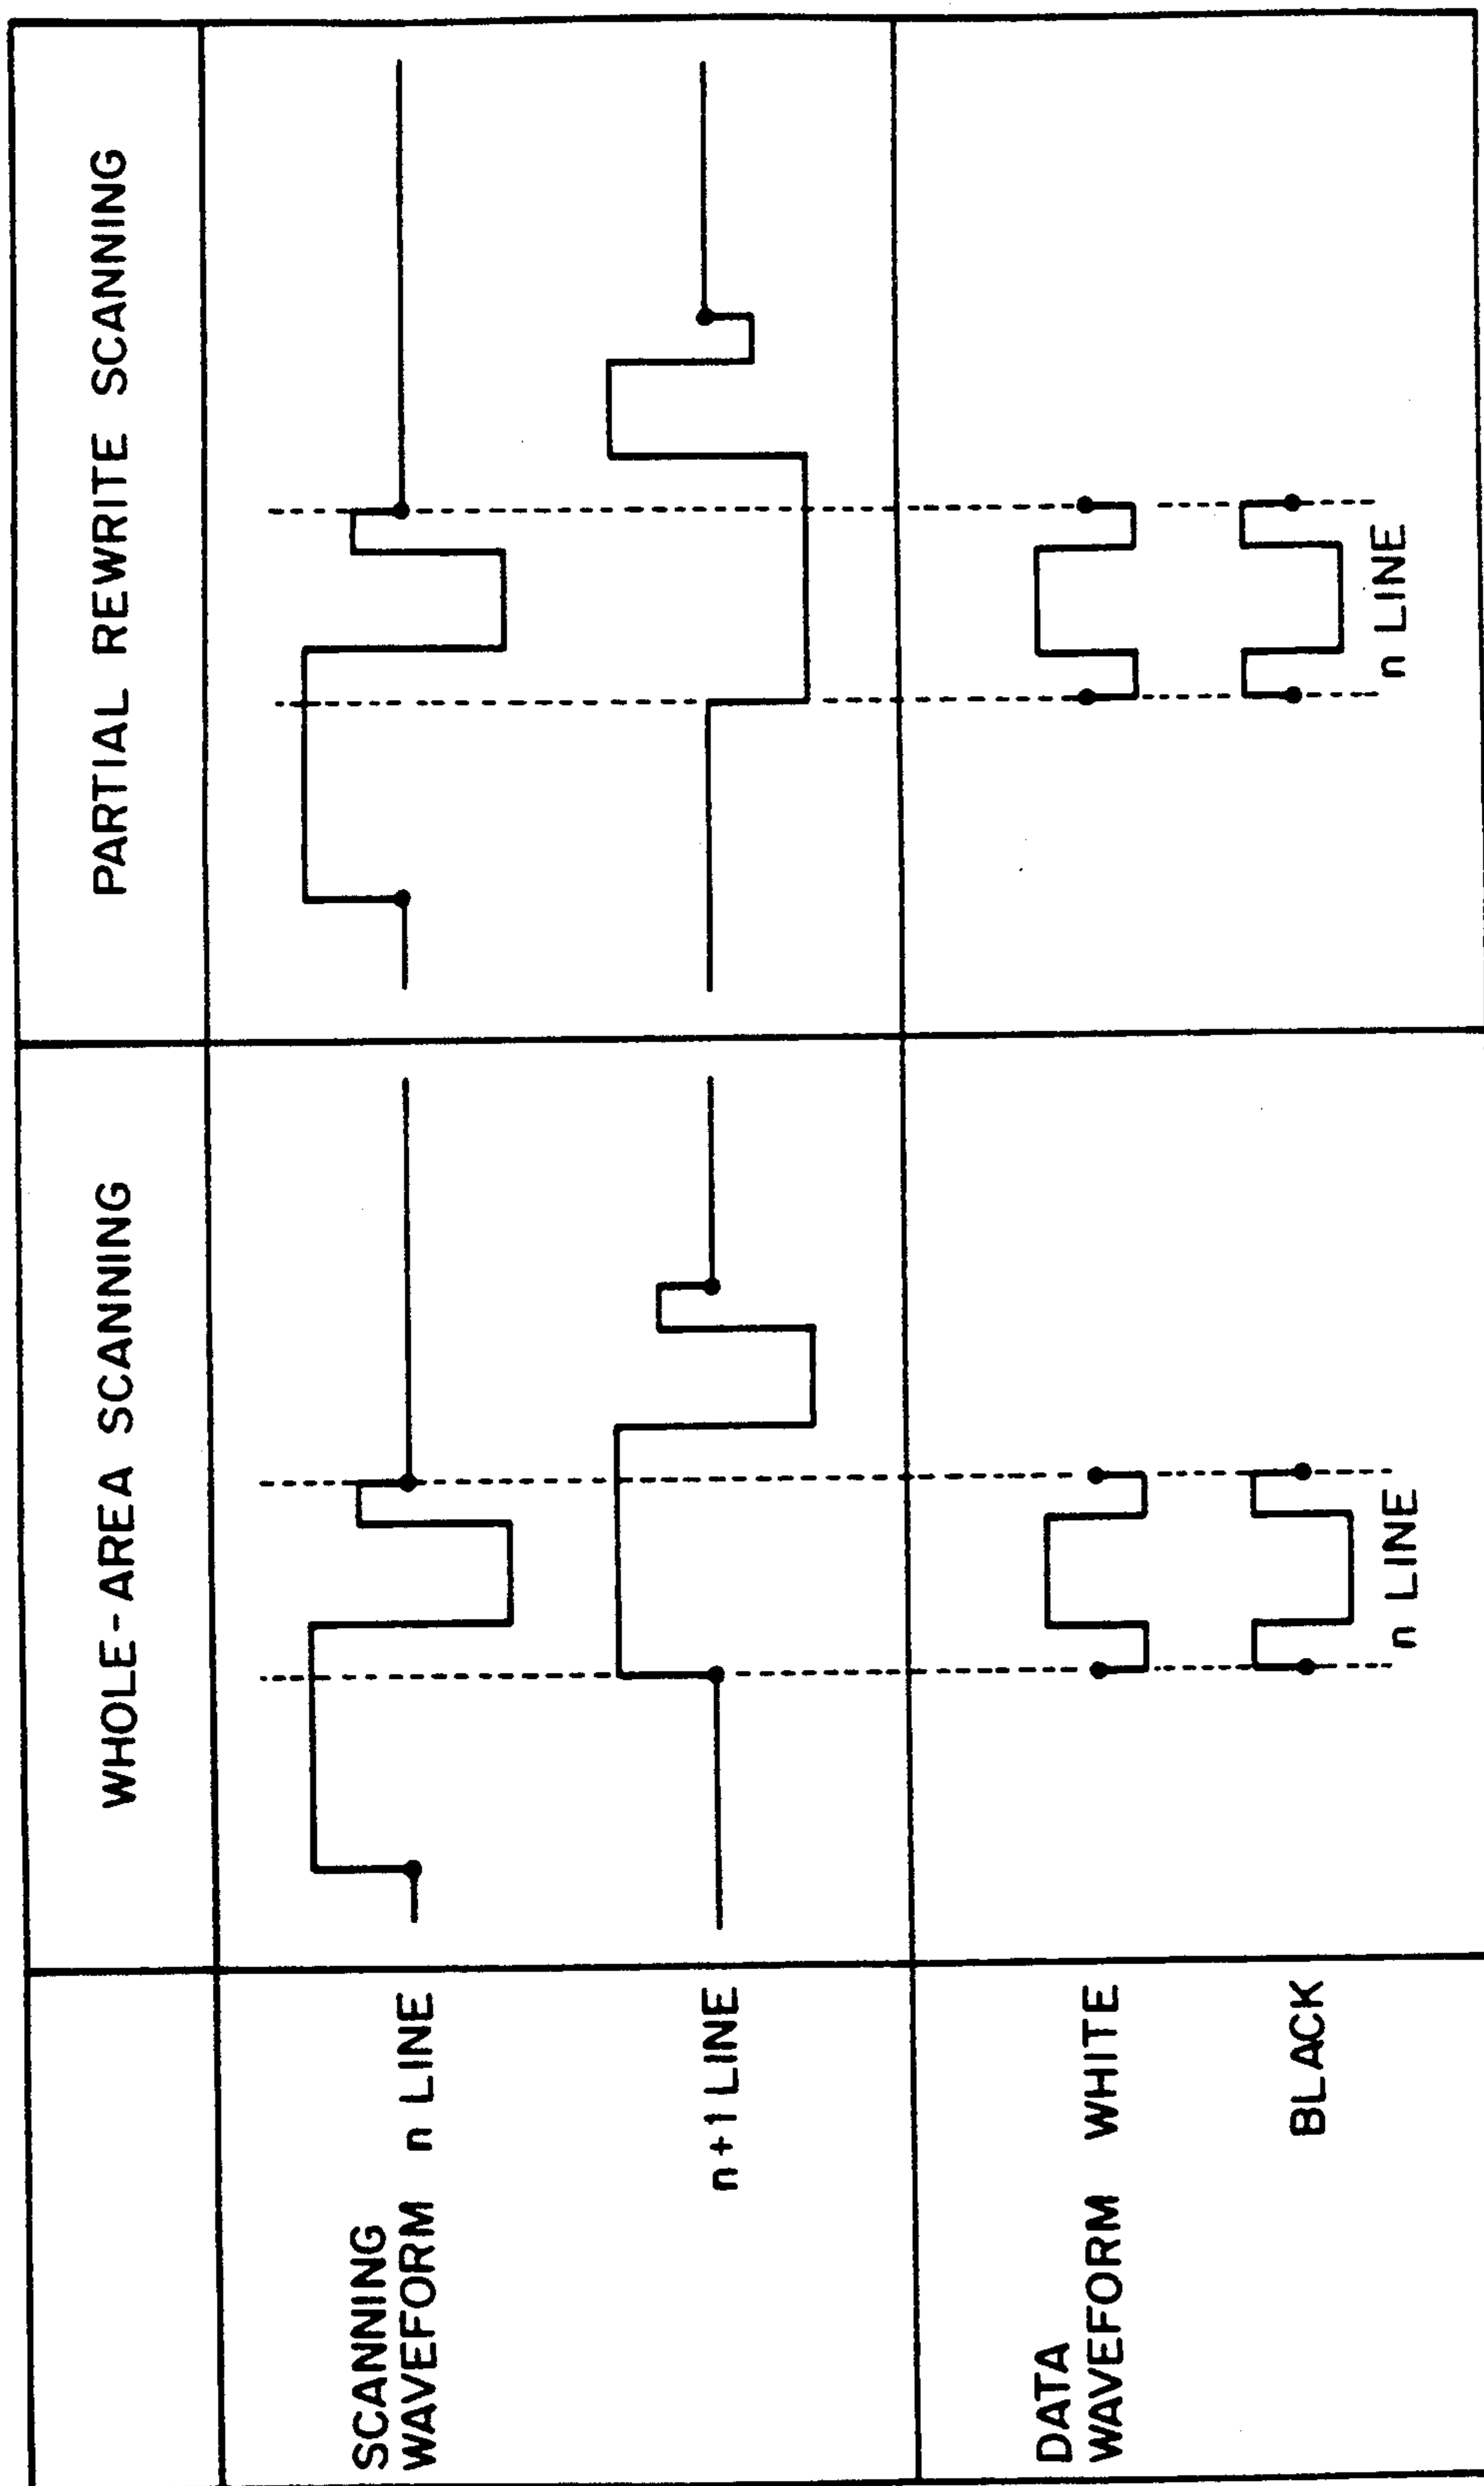 WHOLE-AREA SCANNING
PARTIAL REWRITE SCANNING
SCANNING
WAVEFORM n LINE
n+1 LINE
DATA
WAVEFORM WHITE
BLACK
n LINE
n LINE